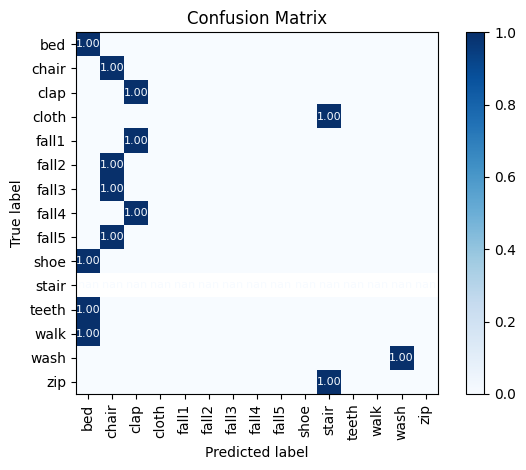 Confusion Matrix
True label
bed 1.00
chair 1.00
clap 1.00
cloth 1.00
fall1 1.00
fall2 1.00
fall3 1.00
fall4 1.00
fall5 1.00
shoe 1.00
stair
teeth 1.00
walk 1.00
wash 1.00
zip 1.00
bed chair clap cloth fall1 fall2 fall3 fall4 fall5 shoe stair teeth walk wash zip
Predicted label
1.0
0.8
0.6
0.4
0.2
0.0